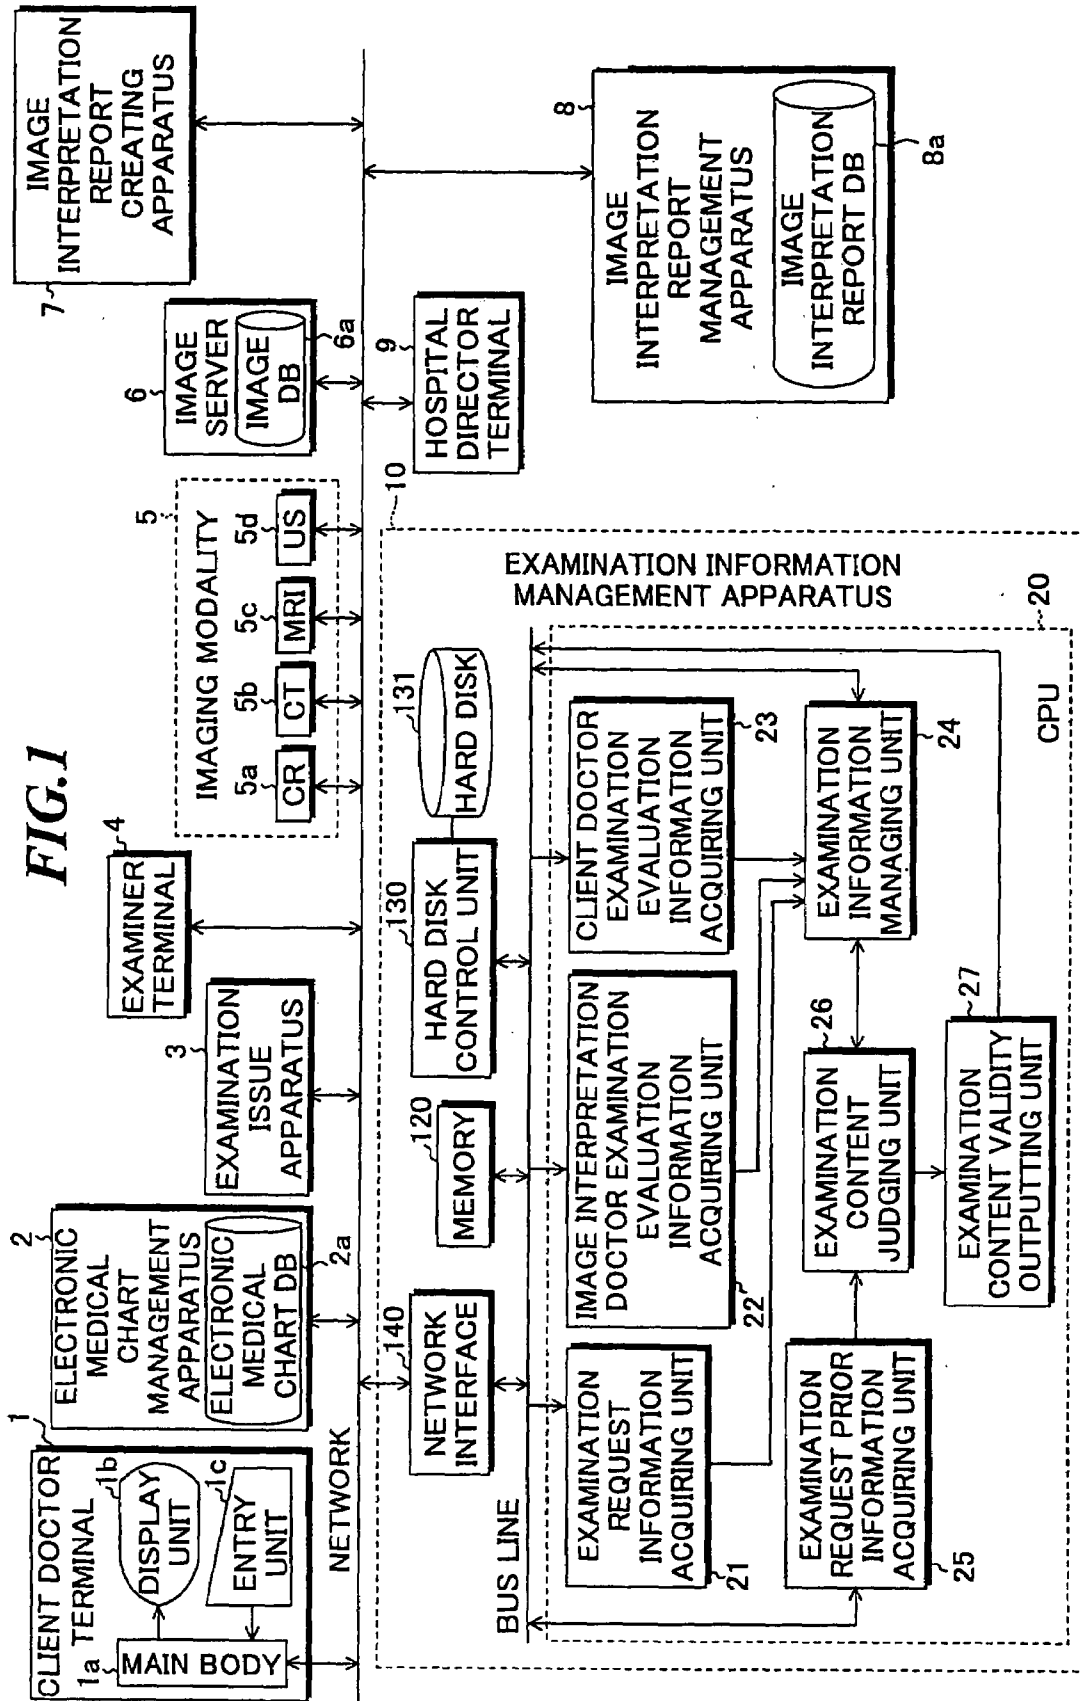 FIG.1
1
CLIENT DOCTOR
TERMINAL
1a
MAIN BODY
1b
DISPLAY
UNIT
1c
ENTRY
UNIT
NETWORK
2
ELECTRONIC
MEDICAL
CHART
MANAGEMENT
APPARATUS
ELECTRONIC
MEDICAL
CHART DB
2a
3
EXAMINATION
ISSUE
APPARATUS
4
EXAMINER
TERMINAL
5
IMAGING MODALITY
5a
CR
5b
CT
5c
MRI
5d
US
6
IMAGE
SERVER
IMAGE
DB
6a
7
IMAGE
INTERPRETATION
REPORT
CREATING
APPARATUS
8
IMAGE
INTERPRETATION
REPORT
MANAGEMENT
APPARATUS
IMAGE
INTERPRETATION
REPORT DB
8a
9
HOSPITAL
DIRECTOR
TERMINAL
10
EXAMINATION INFORMATION
MANAGEMENT APPARATUS
140
NETWORK
INTERFACE
120
MEMORY
130
HARD DISK
CONTROL UNIT
131
HARD DISK
BUS LINE
20
CPU
EXAMINATION
REQUEST
INFORMATION
ACQUIRING UNIT
21
IMAGE INTERPRETATION
DOCTOR EXAMINATION
EVALUATION
INFORMATION
ACQUIRING UNIT
22
CLIENT DOCTOR
EXAMINATION
EVALUATION
INFORMATION
ACQUIRING UNIT
23
EXAMINATION
INFORMATION
MANAGING UNIT
24
EXAMINATION
REQUEST PRIOR
INFORMATION
ACQUIRING UNIT
25
26
EXAMINATION
CONTENT
JUDGING UNIT
27
EXAMINATION
CONTENT VALIDITY
OUTPUTTING UNIT